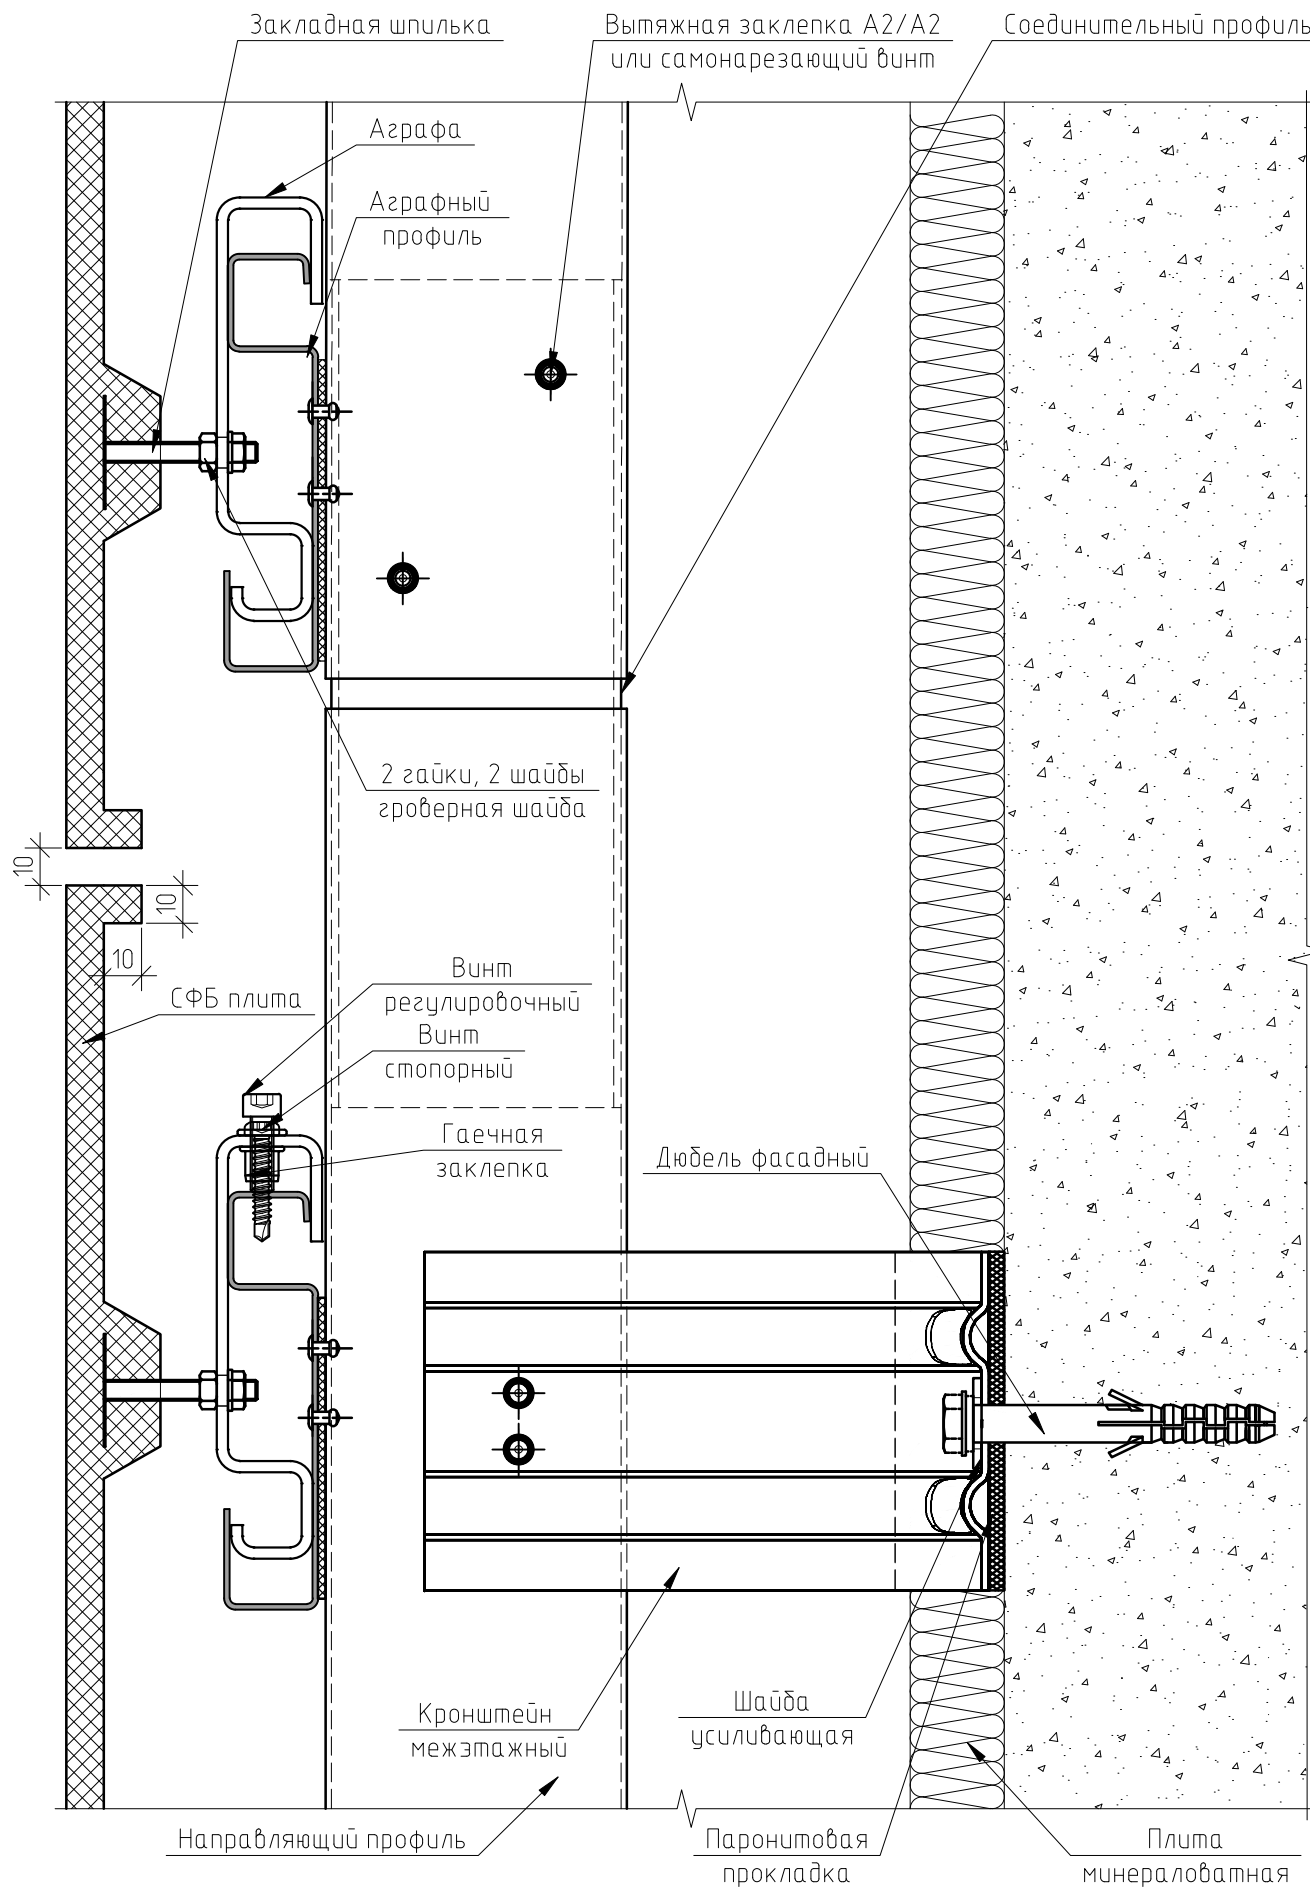 Закладная шпилька
Вытяжная заклепка А2/А2
или самонарезающий винт
Соединительный профиль
Аграфа
Аграфный
профиль
2 гайки, 2 шайбы
гроверная шайба
10
10
10
СФБ плита
Винт
регулировочный
Винт
стопорный
Гаечная
заклепка
Дюбель фасадный
Кронштейн
межэтажный
Шайба
усиливающая
Направляющий профиль
Паронитовая
прокладка
Плита
минераловатная